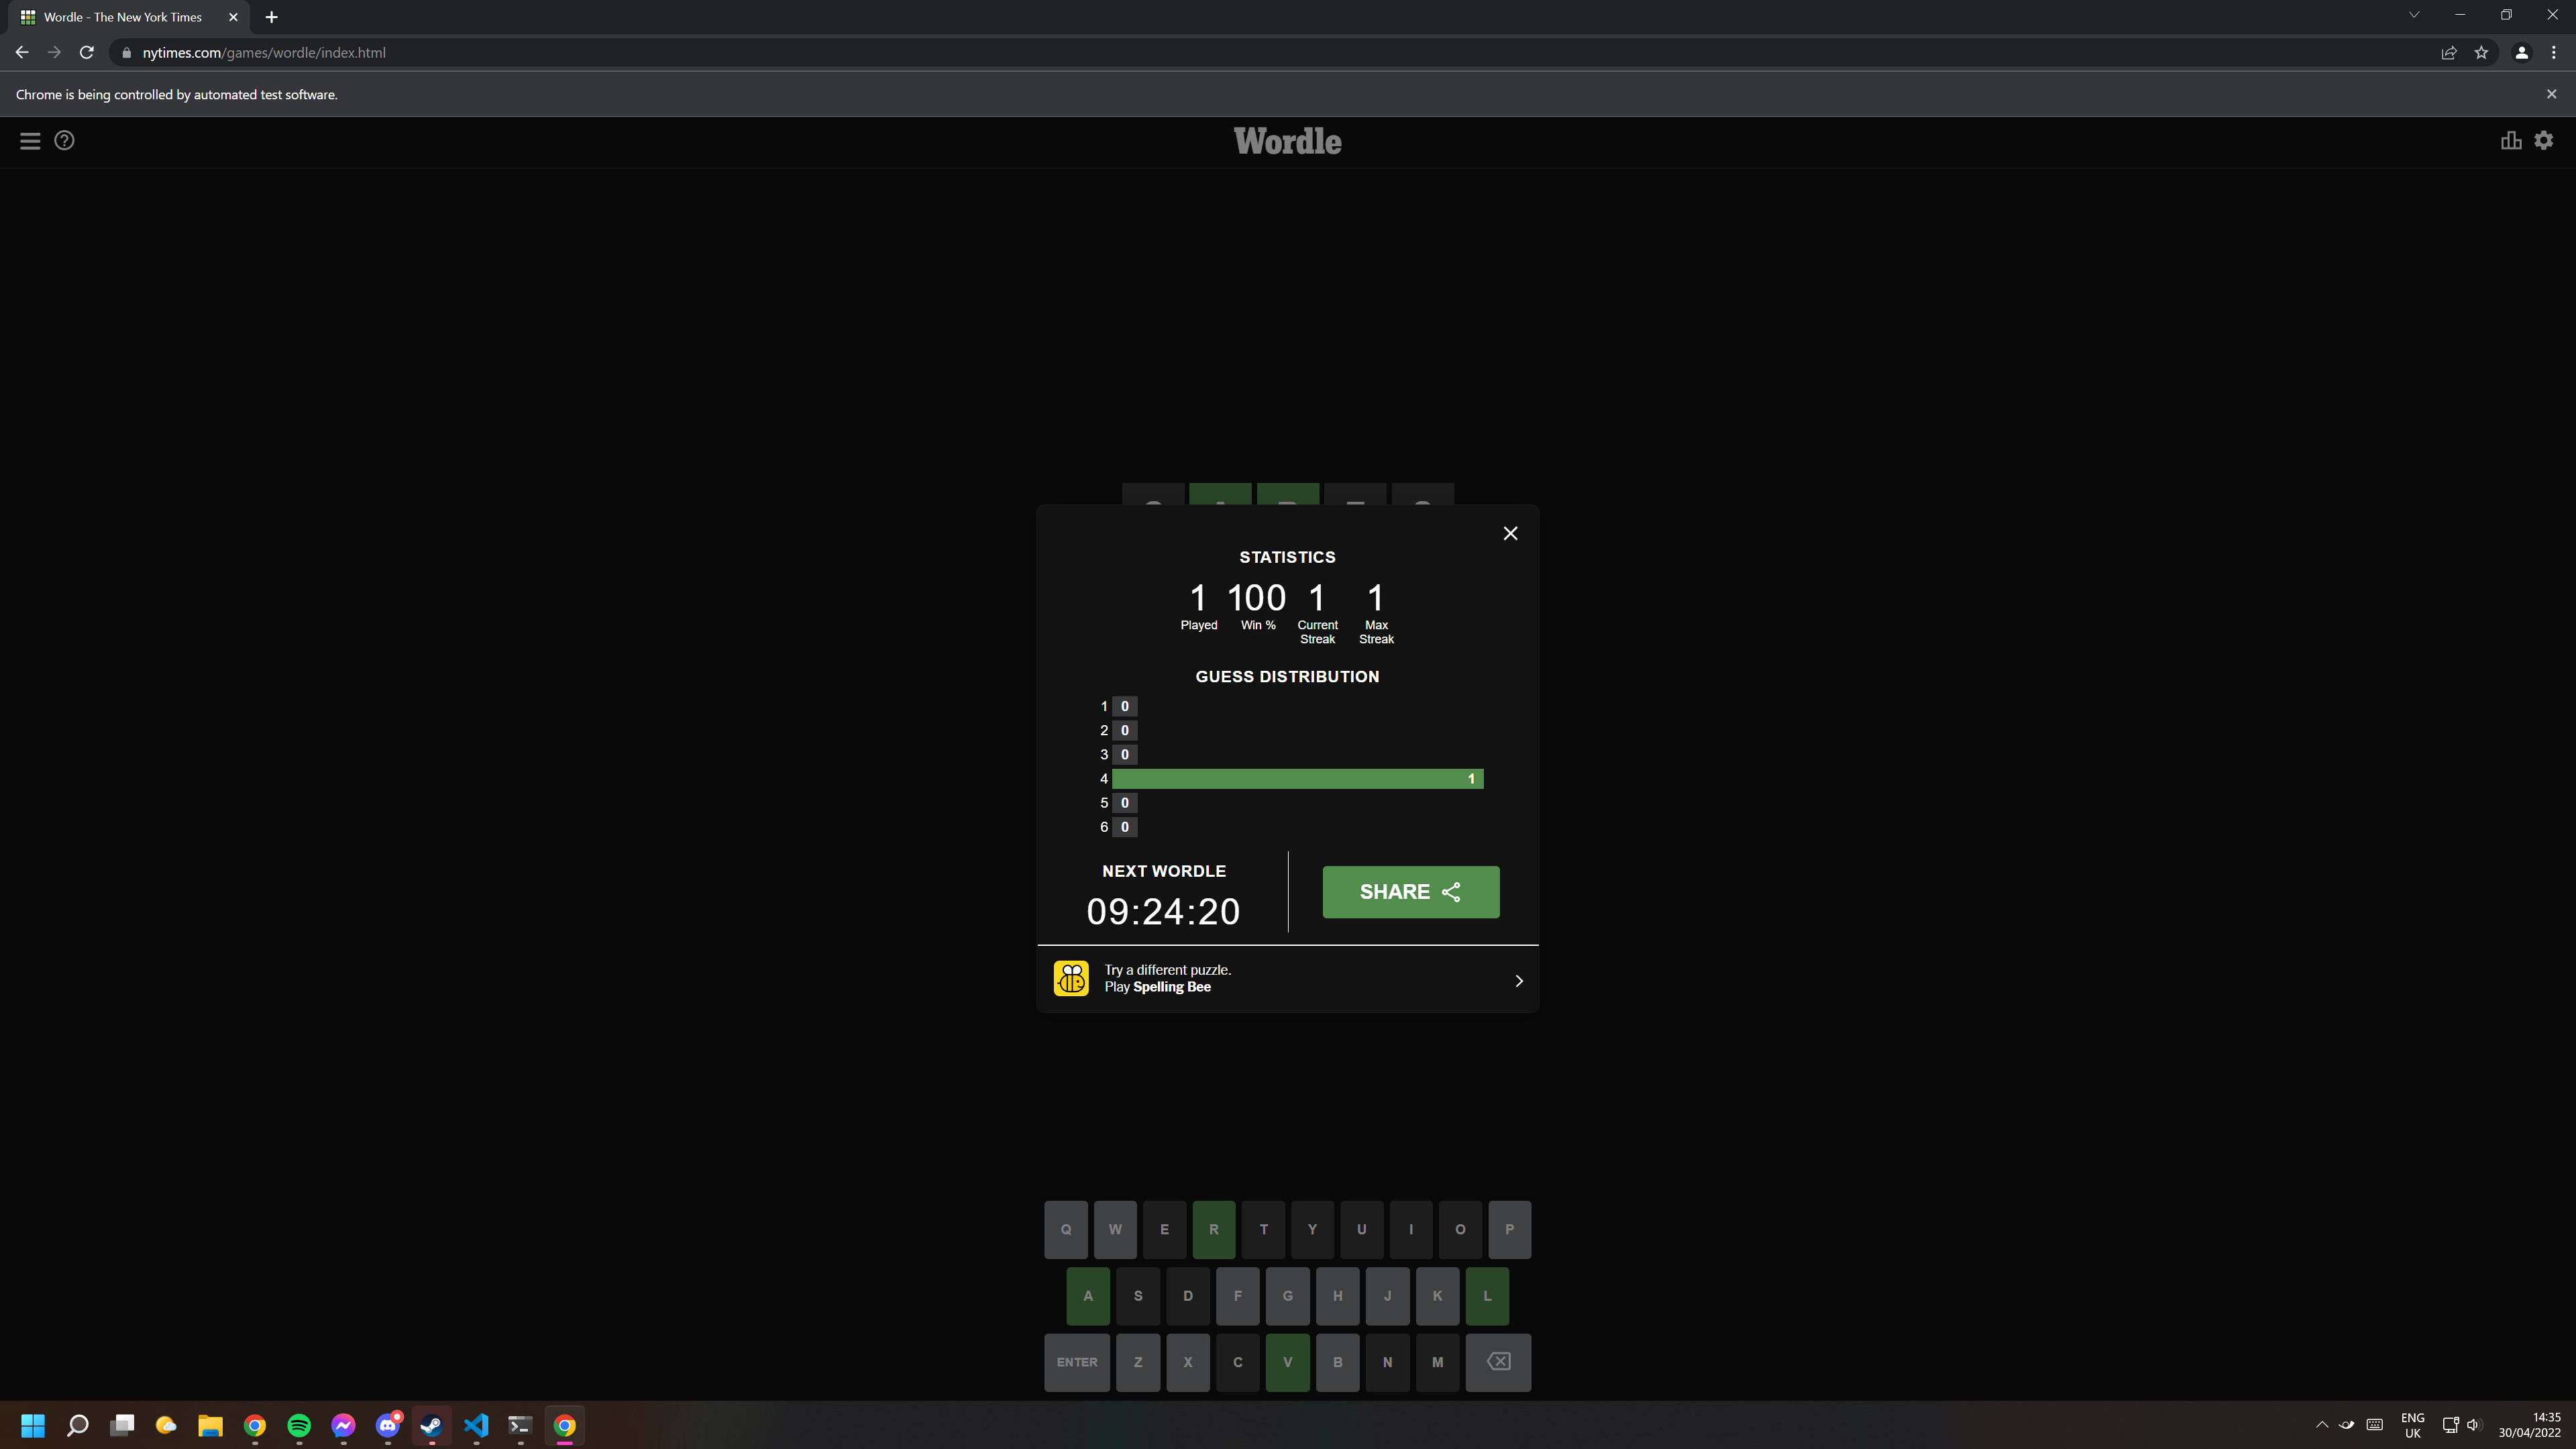 Wordle - The New York Times
nytimes.com/games/wordle/index.html
Chrome is being controlled by automated test software.
Wordle
STATISTICS
1 100 1 1
Played Win % Current Streak Max Streak
GUESS DISTRIBUTION
1 0
2 0
3 0
4 1
5 0
6 0
NEXT WORDLE
09:24:20
SHARE
Try a different puzzle.
Play Spelling Bee
Q W E R T Y U I O P
A S D F G H J K L
ENTER Z X C V B N M
ENG
UK
14:35
30/04/2022